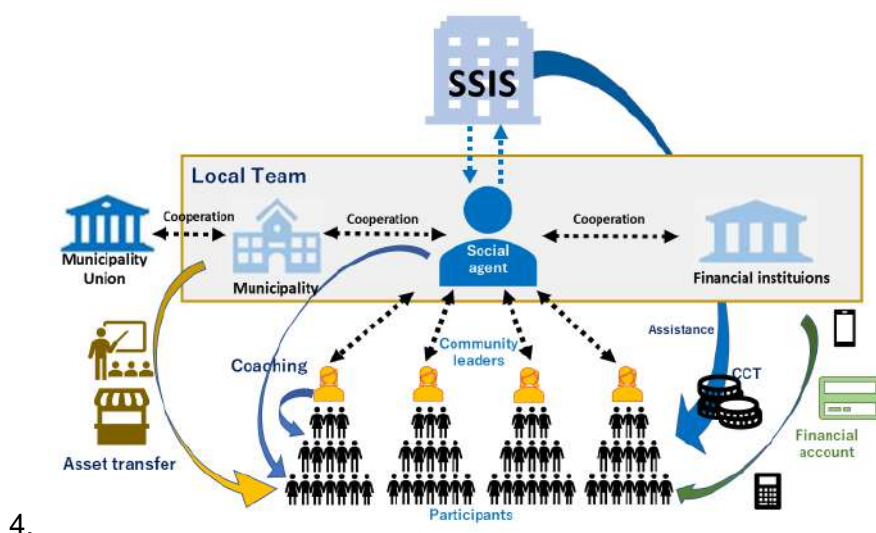 SSIS
Local Team
Cooperation
Cooperation
Cooperation
Municipality
Union
Municipality
Social
agent
Financial instituions
Assistance
Community
leaders
Coaching
CCT
Financial
account
Asset transfer
Participants
4.